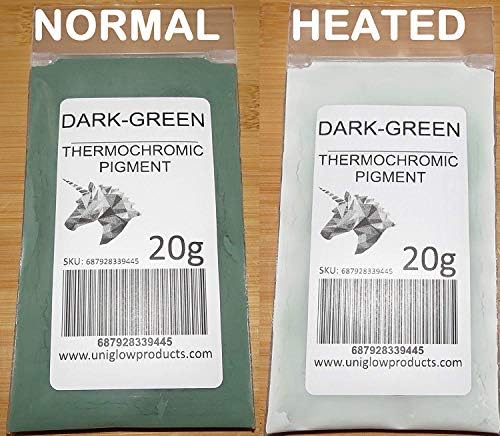 NORMAL
DARK-GREEN
THERMOCHROMIC
PIGMENT
20g
SKU: 687928339445
687928339445
www.uniglowproducts.com
HEATED
DARK-GREEN
THERMOCHROMIC
PIGMENT
20g
SKU: 687928339445
687928339445
www.uniglowproducts.com